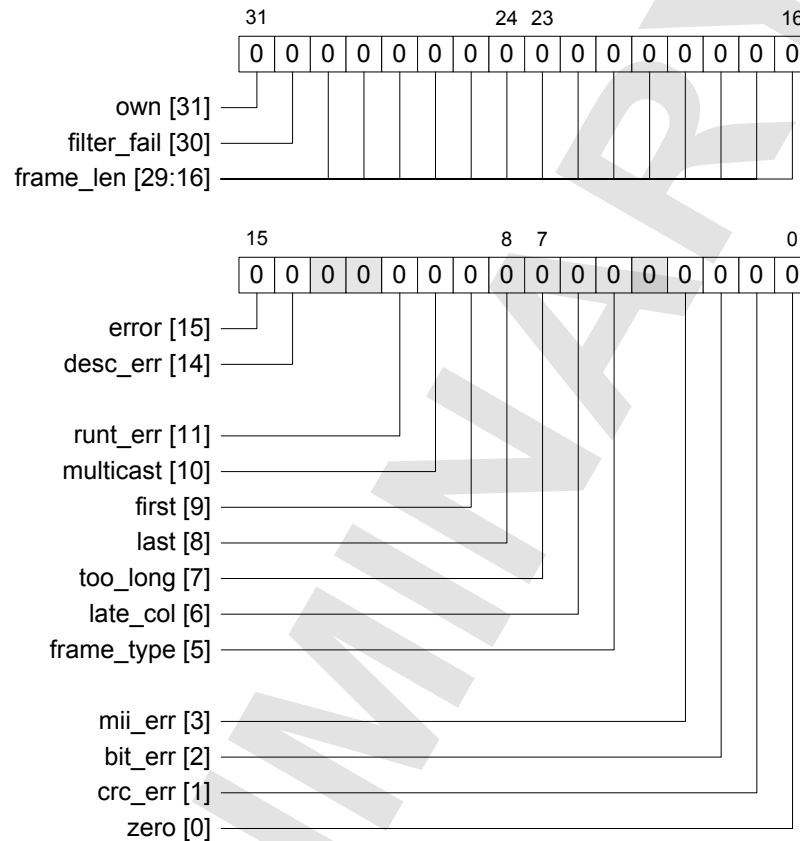 31 24 23 16
0 0 0 0 0 0 0 0 0 0 0 0 0 0 0 0
own [31]
filter_fail [30]
frame_len [29:16]
15 8 7 0
0 0 0 0 0 0 0 0 0 0 0 0 0 0 0 0
error [15]
desc_err [14]
runt_err [11]
multicast [10]
first [9]
last [8]
too_long [7]
late_col [6]
frame_type [5]
mii_err [3]
bit_err [2]
crc_err [1]
zero [0]